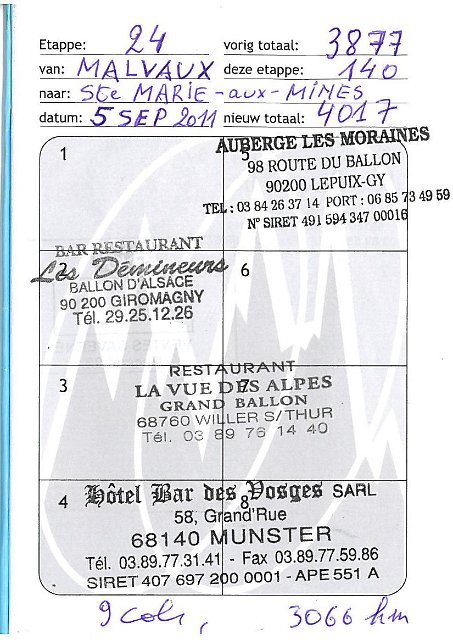 Etappe: 24 vorig totaal: 3877
van: MALVAUX deze etappe: 140
naar: Ste MARIE-aux-MINES
datum: 5 SEP 2011 nieuw totaal: 4017
1
5
AUBERGE LES MORAINES
98 ROUTE DU BALLON
90200 LEPUIX-GY
TEL : 03 84 26 37 14 PORT : 06 85 73 49 59
N° SIRET 491 594 347 00016
2
6
BAR RESTAURANT
Les Démineurs
BALLON D'ALSACE
90 200 GIROMAGNY
Tél. 29.25.12.26
3
7
RESTAURANT
LA VUE DES ALPES
GRAND BALLON
68760 WILLER S/THUR
Tél. 03 89 76 14 40
4
8
Hôtel Bar des Vosges SARL
58, Grand'Rue
68140 MUNSTER
Tél. 03.89.77.31.41 - Fax 03.89.77.59.86
SIRET 407 697 200 0001 - APE 551 A
9 cols, 3066 hm